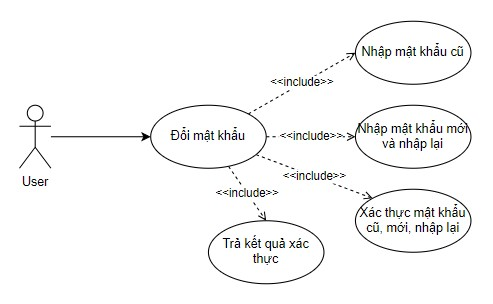 Nhập mật khẩu cũ
<<include>>
User
Đổi mật khẩu
<<include>>
Nhập mật khẩu mới
và nhập lại
<<include>>
<<include>>
Xác thực mật khẩu
cũ, mới, nhập lại
Trả kết quả xác
thực